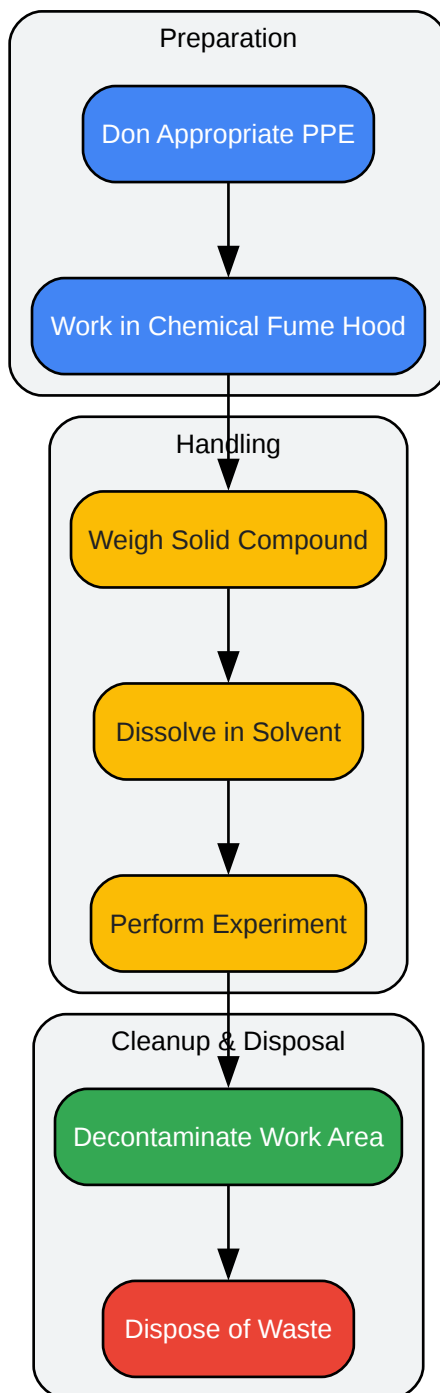 Preparation
Don Appropriate PPE
Work in Chemical Fume Hood
Handling
Weigh Solid Compound
Dissolve in Solvent
Perform Experiment
Cleanup & Disposal
Decontaminate Work Area
Dispose of Waste